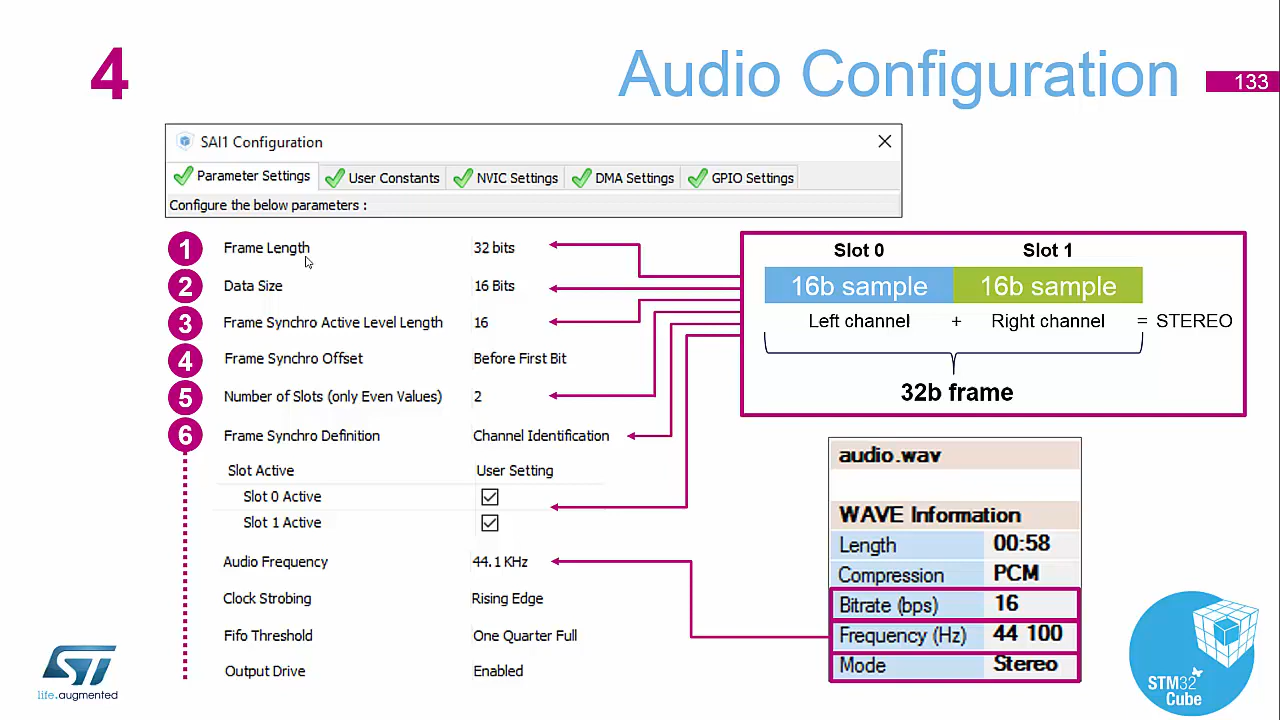 4
Audio Configuration
133
SAI1 Configuration
Parameter Settings
User Constants
NVIC Settings
DMA Settings
GPIO Settings
Configure the below parameters :
1 Frame Length 32 bits
2 Data Size 16 Bits
3 Frame Synchro Active Level Length 16
4 Frame Synchro Offset Before First Bit
5 Number of Slots (only Even Values) 2
6 Frame Synchro Definition Channel Identification
Slot Active User Setting
Slot 0 Active
Slot 1 Active
Audio Frequency 44.1 KHz
Clock Strobing Rising Edge
Fifo Threshold One Quarter Full
Output Drive Enabled
Slot 0 Slot 1
16b sample 16b sample
Left channel + Right channel = STEREO
32b frame
audio.wav
WAVE Information
Length 00:58
Compression PCM
Bitrate (bps) 16
Frequency (Hz) 44 100
Mode Stereo
ST
life.augmented
STM32
Cube